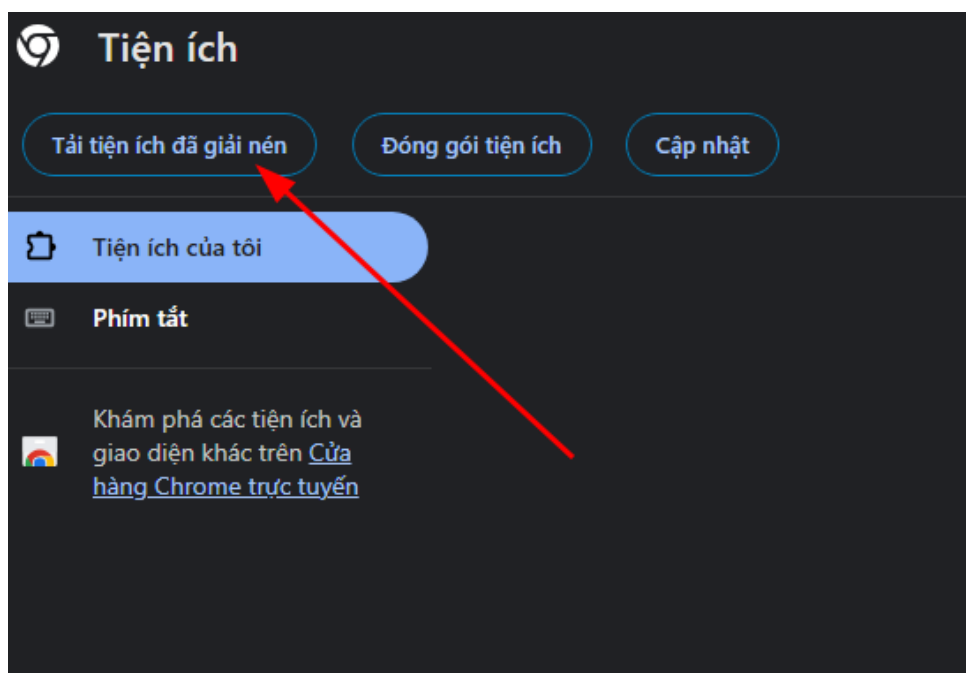 Tiện ích
Tải tiện ích đã giải nén
Đóng gói tiện ích
Cập nhật
Tiện ích của tôi
Phím tắt
Khám phá các tiện ích và
giao diện khác trên Cửa
hàng Chrome trực tuyến